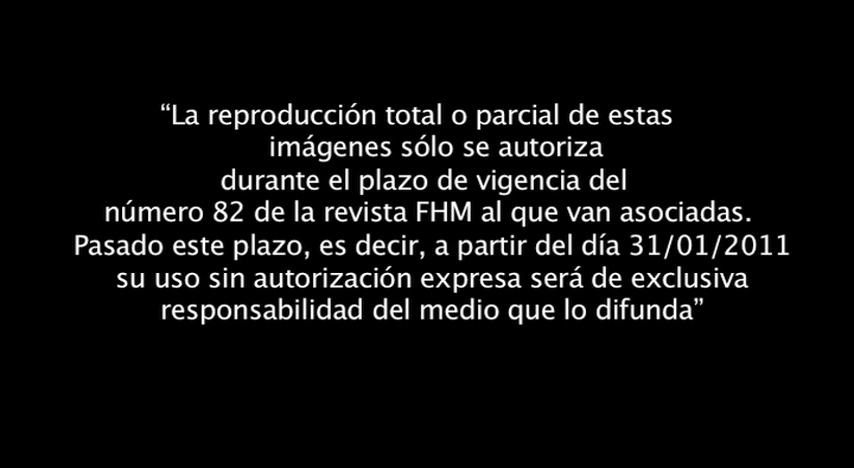 “La reproducción total o parcial de estas
imágenes sólo se autoriza
durante el plazo de vigencia del
número 82 de la revista FHM al que van asociadas.
Pasado este plazo, es decir, a partir del día 31/01/2011
su uso sin autorización expresa será de exclusiva
responsabilidad del medio que lo difunda”